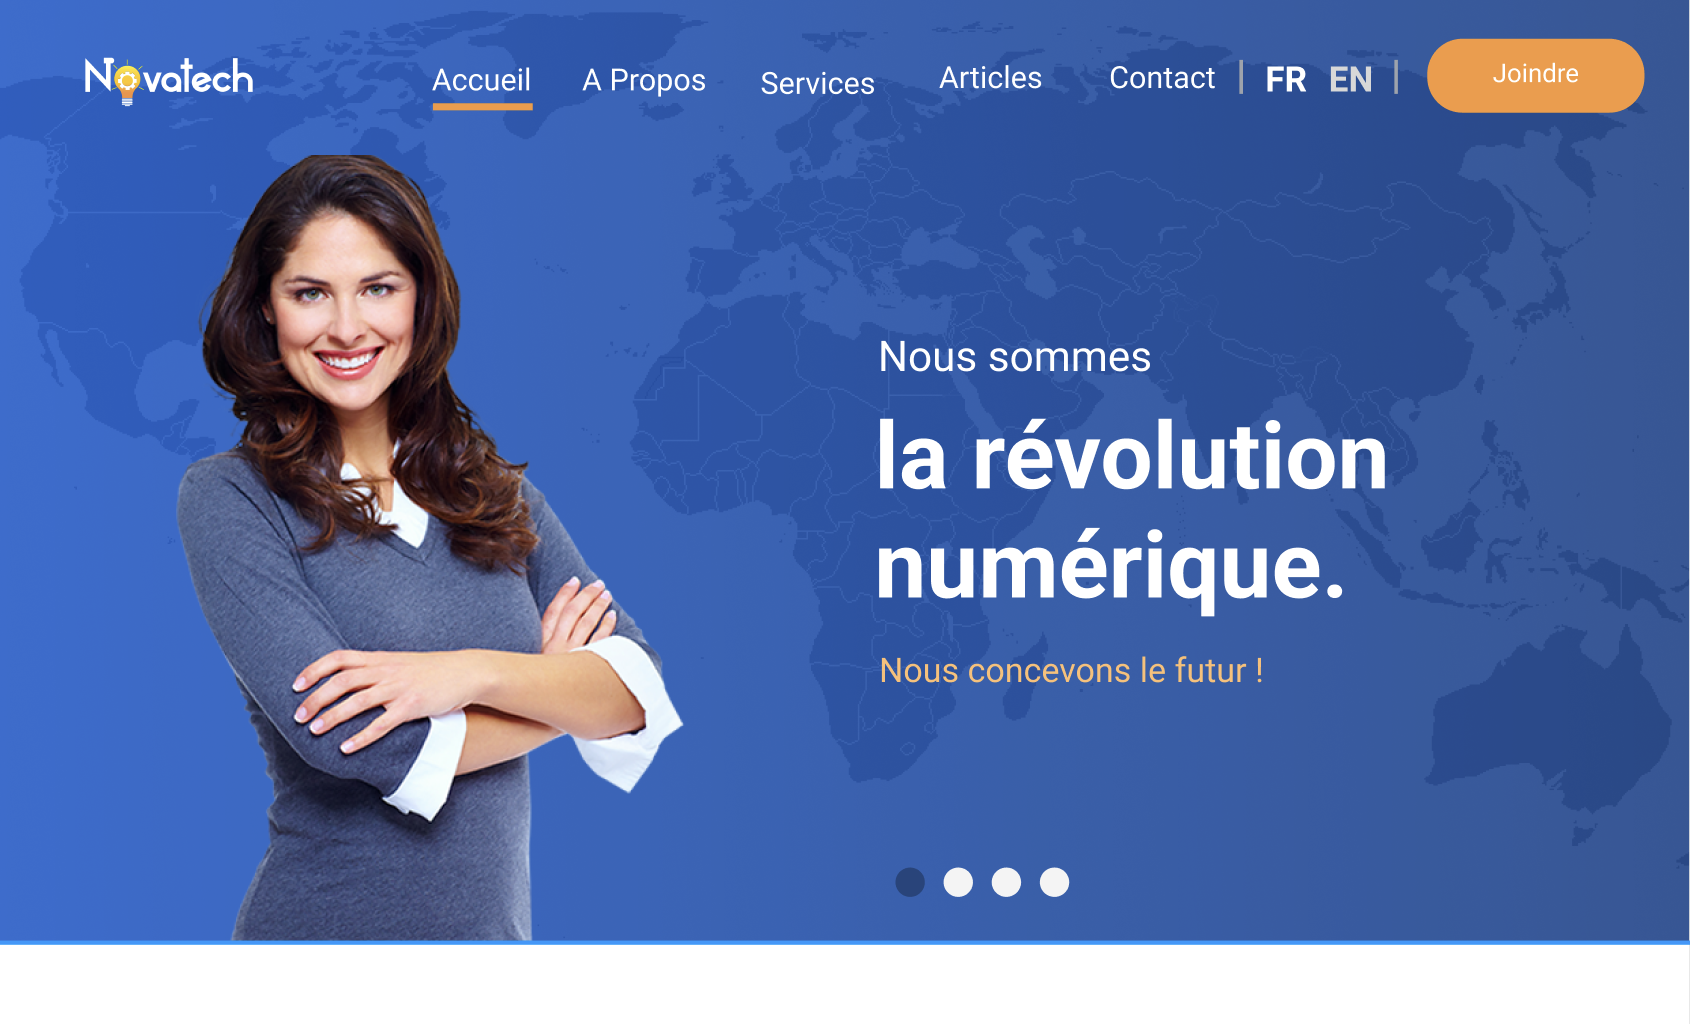 Novatech
Accueil
A Propos
Services
Articles
Contact
FR EN
Joindre
Nous sommes
la révolution
numérique.
Nous concevons le futur !